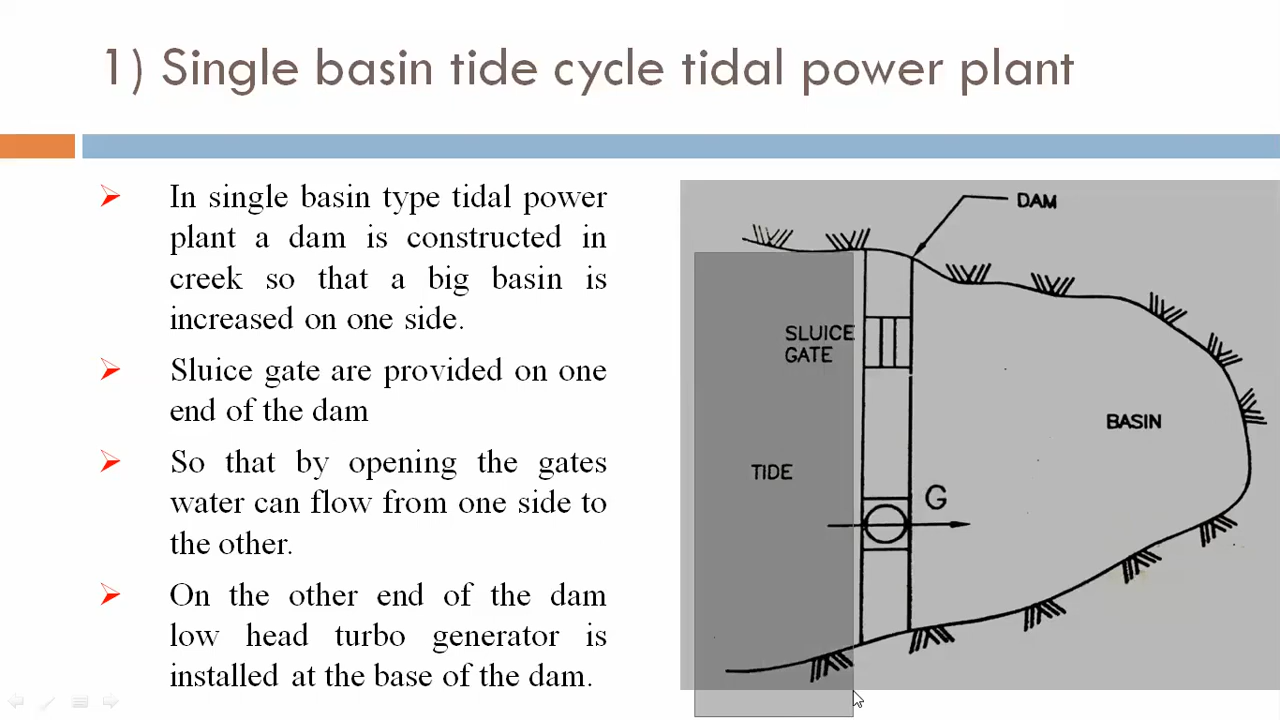 1) Single basin tide cycle tidal power plant
In single basin type tidal power
plant a dam is constructed in
creek so that a big basin is
increased on one side.
Sluice gate are provided on one
end of the dam
So that by opening the gates
water can flow from one side to
the other.
On the other end of the dam
low head turbo generator is
installed at the base of the dam.
DAM
SLUICE
GATE
BASIN
TIDE
G